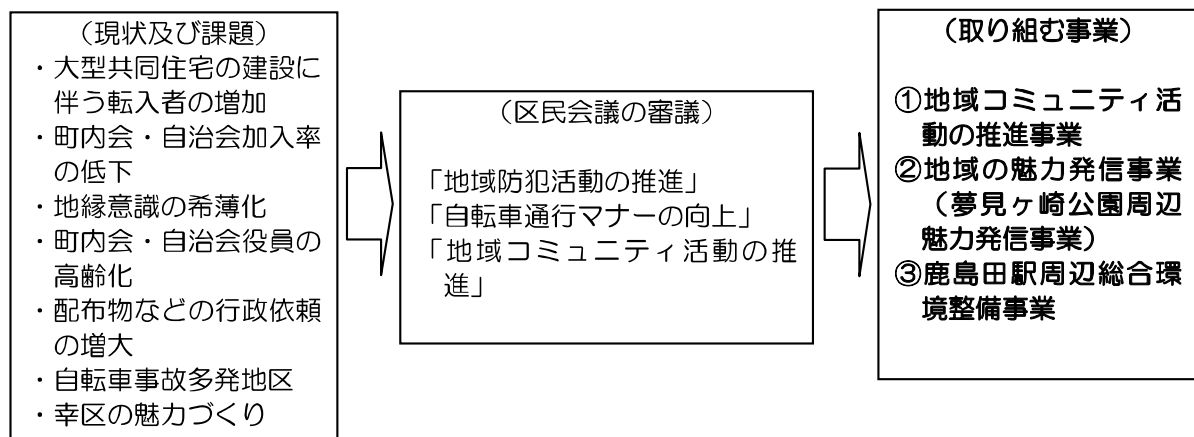 （現状及び課題）
・大型共同住宅の建設に
伴う転入者の増加
・町内会・自治会加入率
の低下
・地縁意識の希薄化
・町内会・自治会役員の
高齢化
・配布物などの行政依頼
の増大
・自転車事故多発地区
・幸区の魅力づくり
（区民会議の審議）
「地域防犯活動の推進」
「自転車通行マナーの向上」
「地域コミュニティ活動の推
進」
（取り組む事業）
①地域コミュニティ活
動の推進事業
②地域の魅力発信事業
（夢見ヶ崎公園周辺
魅力発信事業）
③鹿島田駅周辺総合環
境整備事業